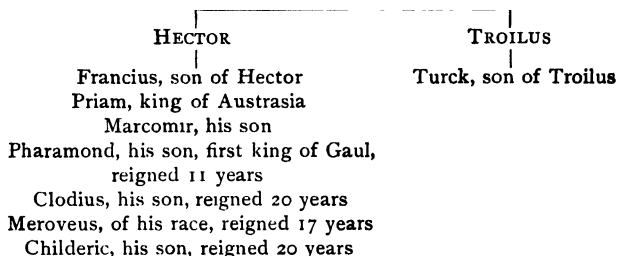 HECTOR
Francius, son of Hector
Priam, king of Austrasia
Marcomir, his son
Pharamond, his son, first king of Gaul,
reigned 11 years
Clodius, his son, reigned 20 years
Meroveus, of his race, reigned 17 years
Childeric, his son, reigned 20 years
TROILUS
Turck, son of Troilus